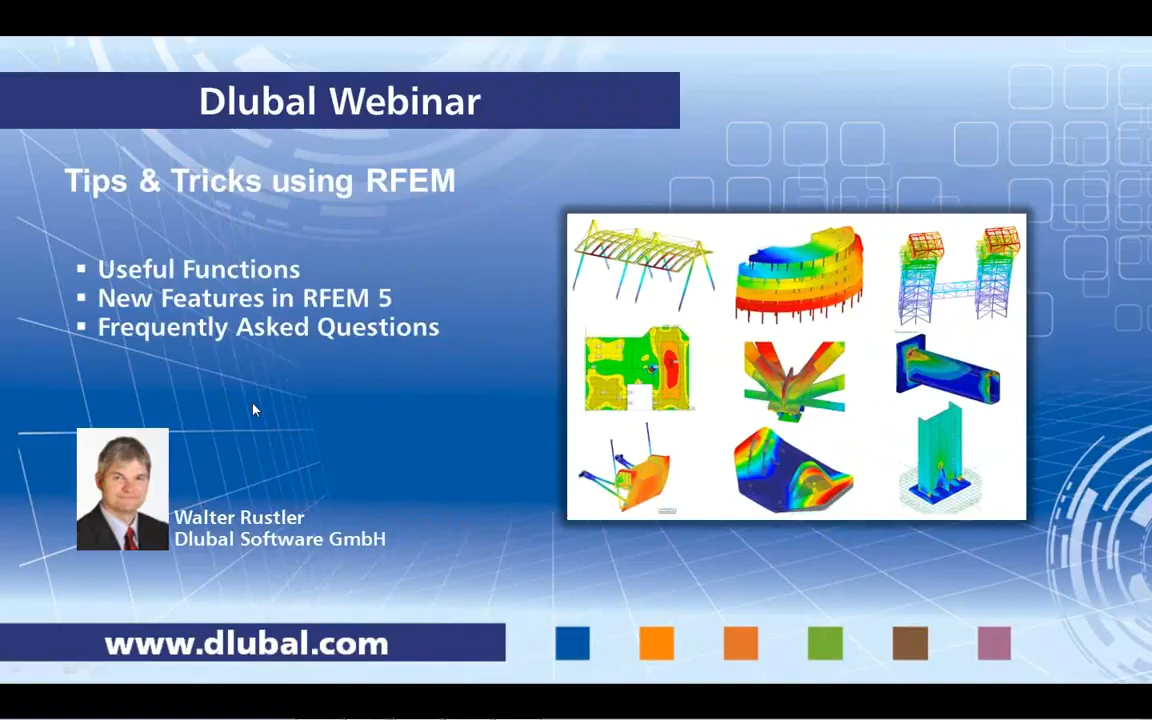 Dlubal Webinar
Tips & Tricks using RFEM
▪ Useful Functions
▪ New Features in RFEM 5
▪ Frequently Asked Questions
Walter Rustler
Dlubal Software GmbH
www.dlubal.com